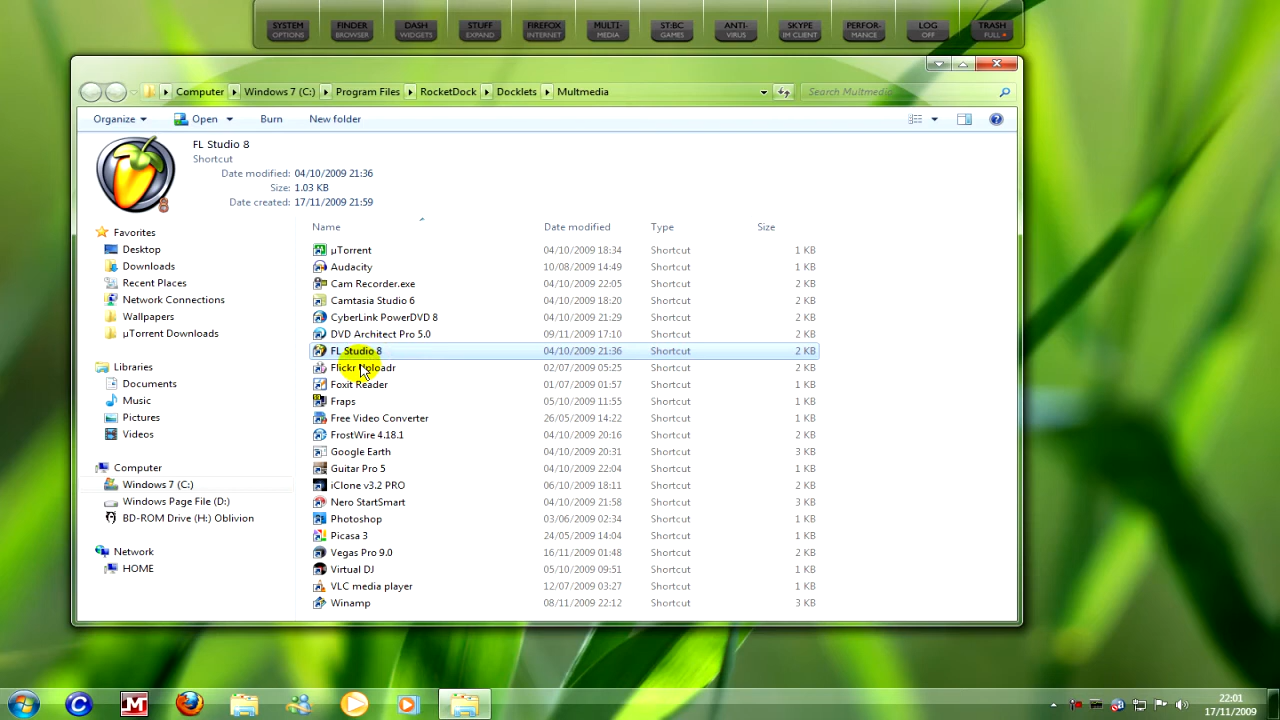 SYSTEM OPTIONS
FINDER BROWSER
DASH WIDGETS
STUFF EXPAND
FIREFOX INTERNET
MULTI- MEDIA
ST:BC GAMES
ANTI- VIRUS
SKYPE IM CLIENT
PERFOR- MANCE
LOG OFF
TRASH FULL
Computer Windows 7 (C:) Program Files RocketDock Docklets Multmedia Search Multmedia
Organize Open Burn New folder
FL Studio 8
Shortcut
Date modified: 04/10/2009 21:36
Size: 1.03 KB
Date created: 17/11/2009 21:59
Favorites
Desktop
Downloads
Recent Places
Network Connections
Wallpapers
µTorrent Downloads
Libraries
Documents
Music
Pictures
Videos
Computer
Windows 7 (C:)
Windows Page File (D:)
BD-ROM Drive (H:) Oblivion
Network
HOME
Name Date modified Type Size
µTorrent 04/10/2009 18:34 Shortcut 1 KB
Audacity 10/08/2009 14:49 Shortcut 1 KB
Cam Recorder.exe 04/10/2009 22:05 Shortcut 1 KB
Camtasia Studio 6 04/10/2009 18:20 Shortcut 2 KB
CyberLink PowerDVD 8 04/10/2009 21:29 Shortcut 2 KB
DVD Architect Pro 5.0 09/11/2009 17:10 Shortcut 2 KB
FL Studio 8 04/10/2009 21:36 Shortcut 2 KB
Flickr Uploadr 02/07/2009 05:25 Shortcut 2 KB
Foxit Reader 01/07/2009 01:57 Shortcut 1 KB
Fraps 05/10/2009 11:55 Shortcut 1 KB
Free Video Converter 26/05/2009 14:22 Shortcut 1 KB
FrostWire 4.18.1 04/10/2009 20:16 Shortcut 2 KB
Google Earth 04/10/2009 20:31 Shortcut 3 KB
Guitar Pro 5 04/10/2009 22:04 Shortcut 1 KB
iClone v3.2 PRO 06/10/2009 18:11 Shortcut 2 KB
Nero StartSmart 04/10/2009 21:58 Shortcut 3 KB
Photoshop 03/06/2009 02:34 Shortcut 1 KB
Picasa 3 24/05/2009 14:04 Shortcut 1 KB
Vegas Pro 9.0 16/11/2009 01:48 Shortcut 2 KB
Virtual DJ 05/10/2009 09:51 Shortcut 1 KB
VLC media player 12/07/2009 03:27 Shortcut 1 KB
Winamp 08/11/2009 22:12 Shortcut 3 KB
22:01
17/11/2009